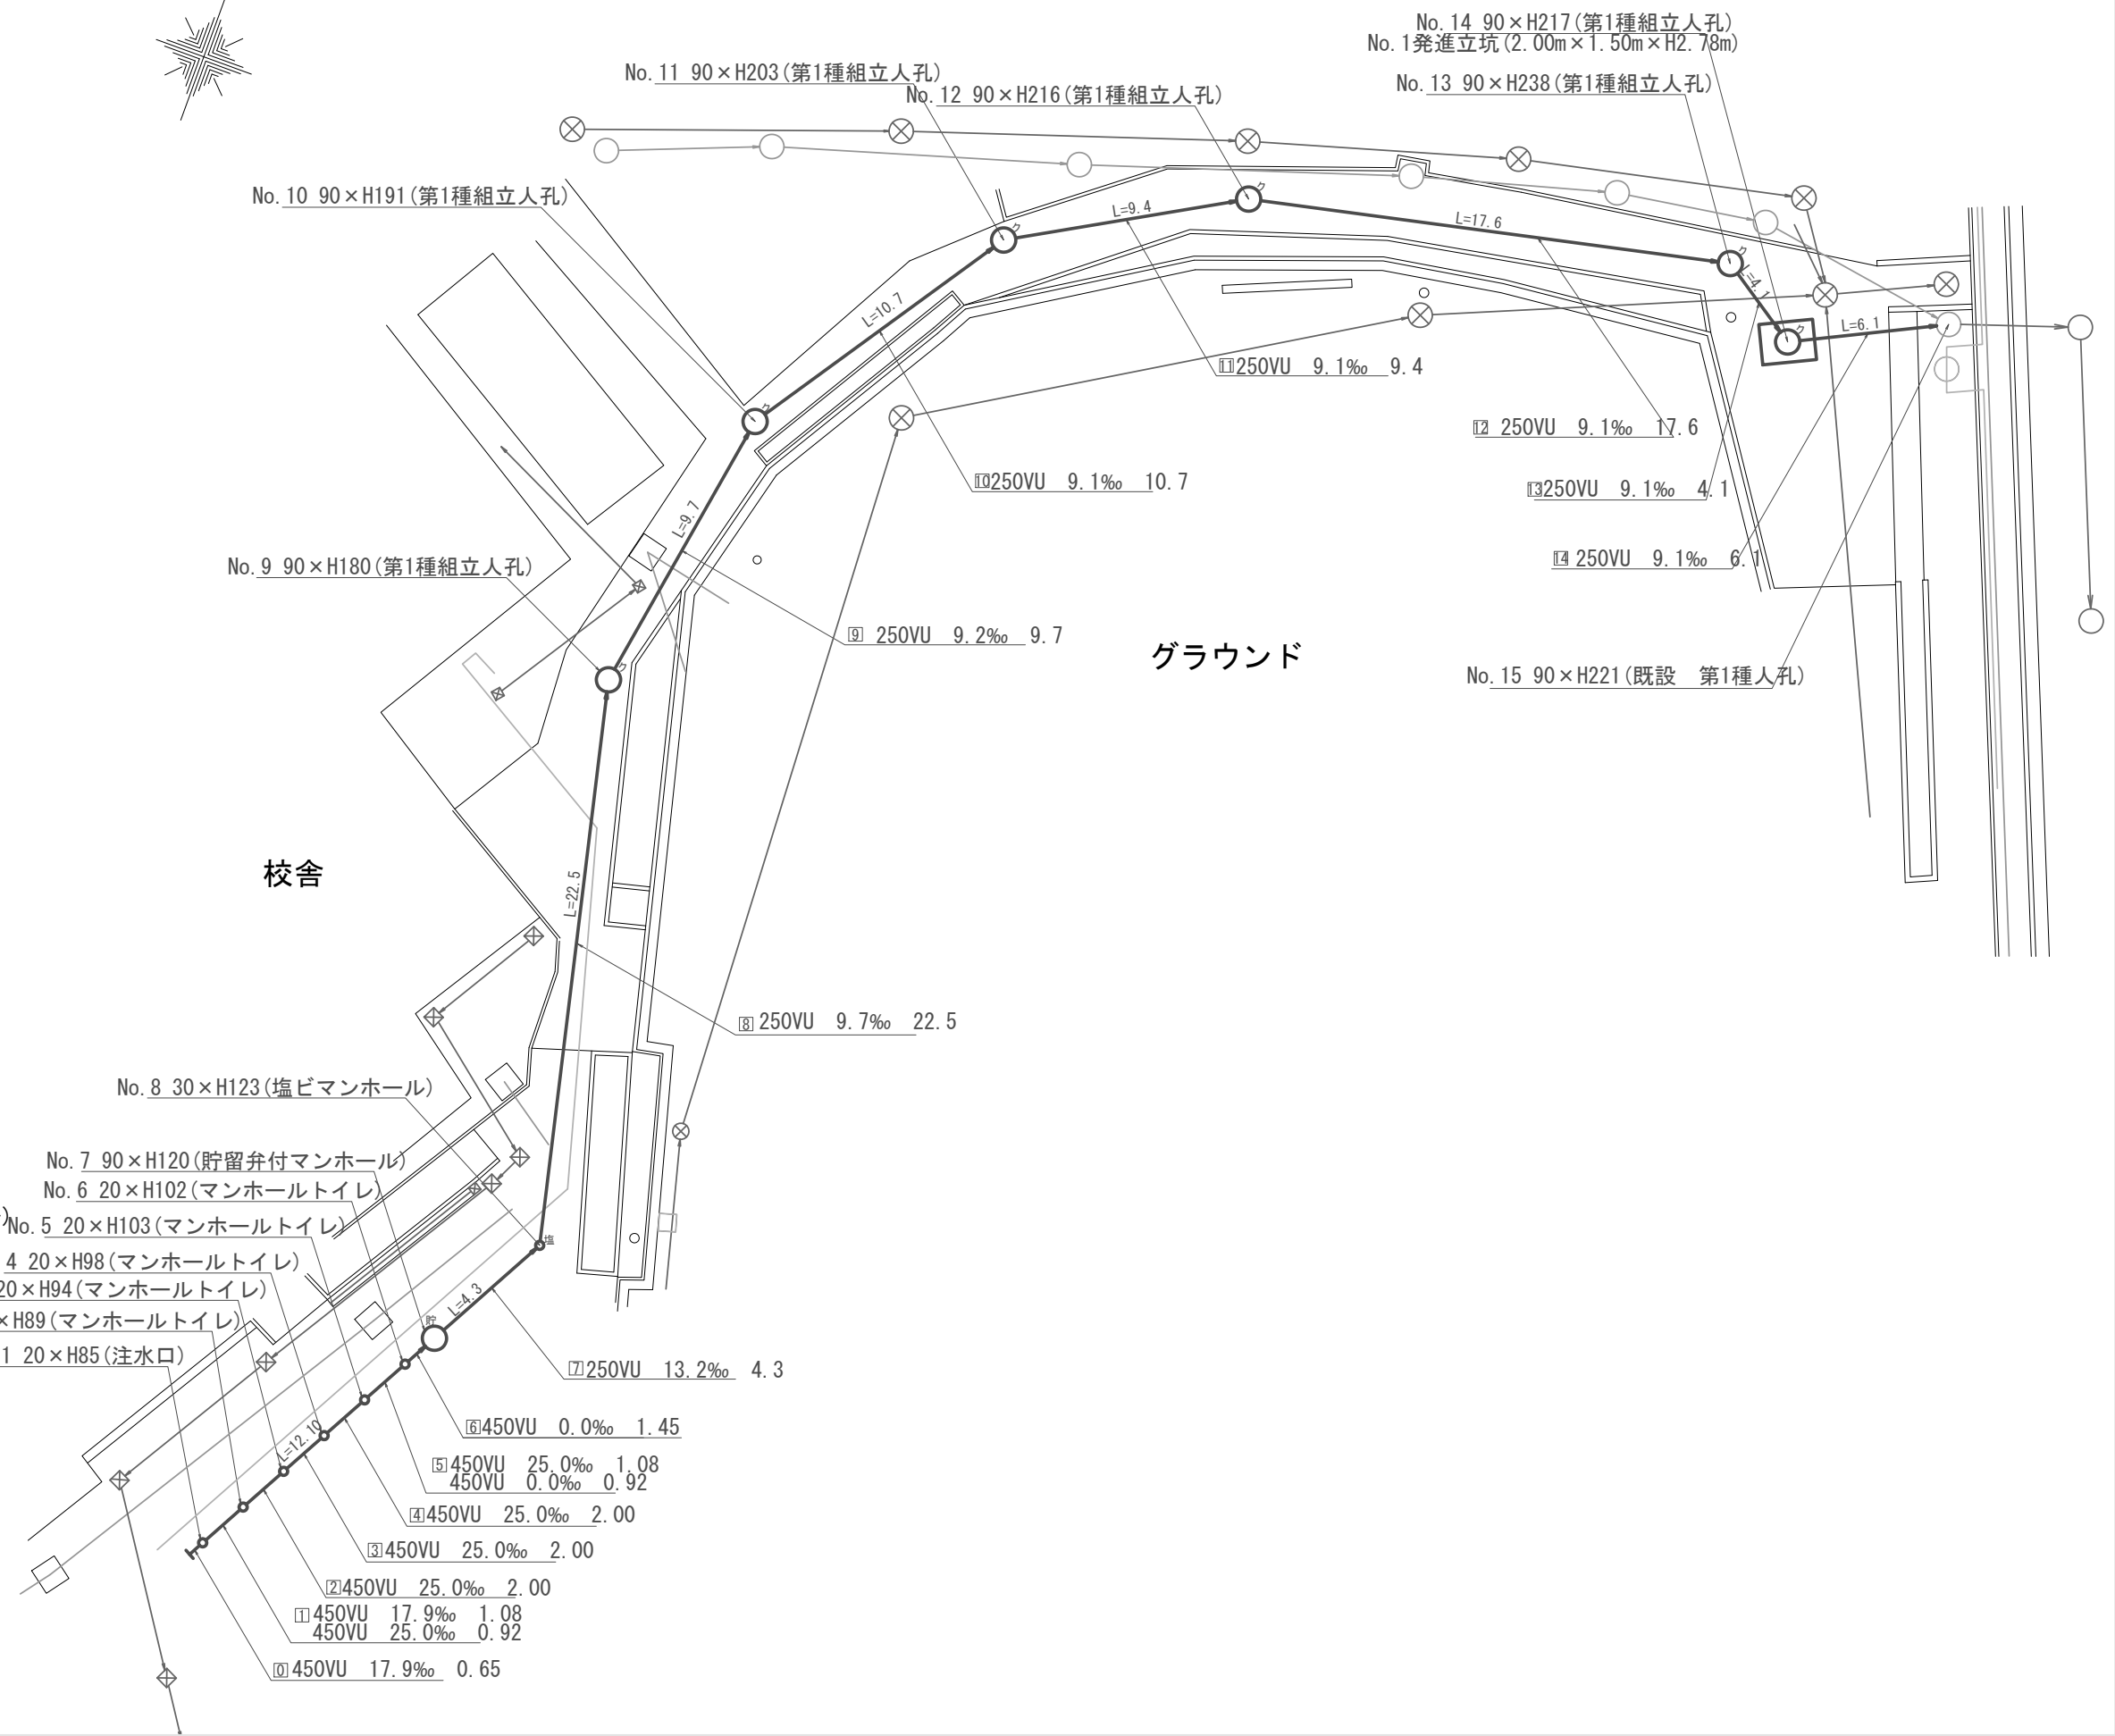 No.14 90×H217(第1種組立人孔)
No.1発進立坑(2.00m×1.50m×H2.78m)
No.11 90×H203(第1種組立人孔)
No.12 90×H216(第1種組立人孔)
No.13 90×H238(第1種組立人孔)
No.10 90×H191(第1種組立人孔)
ク
ク
L=9.4
L=17.6
ク
ク
L=4.1
L=10.7
ク
L=6.1
ク
11 250VU 9.1‰ 9.4
12 250VU 9.1‰ 17.6
10 250VU 9.1‰ 10.7
13 250VU 9.1‰ 4.1
L=9.7
No.9 90×H180(第1種組立人孔)
14 250VU 9.1‰ 6.1
9 250VU 9.2‰ 9.7
グラウンド
ク
No.15 90×H221(既設 第1種人孔)
校舎
L=22.5
8 250VU 9.7‰ 22.5
No.8 30×H123(塩ビマンホール)
No.7 90×H120(貯留弁付マンホール)
No.6 20×H102(マンホールトイレ)
)
No.5 20×H103(マンホールトイレ)
塩
4 20×H98(マンホールトイレ)
20×H94(マンホールトイレ)
L=4.3
×H89(マンホールトイレ)
貯
1 20×H85(注水口)
7 250VU 13.2‰ 4.3
6 450VU 0.0‰ 1.45
L=12.10
5 450VU 25.0‰ 1.08
450VU 0.0‰ 0.92
4 450VU 25.0‰ 2.00
3 450VU 25.0‰ 2.00
2 450VU 25.0‰ 2.00
1 450VU 17.9‰ 1.08
450VU 25.0‰ 0.92
0 450VU 17.9‰ 0.65